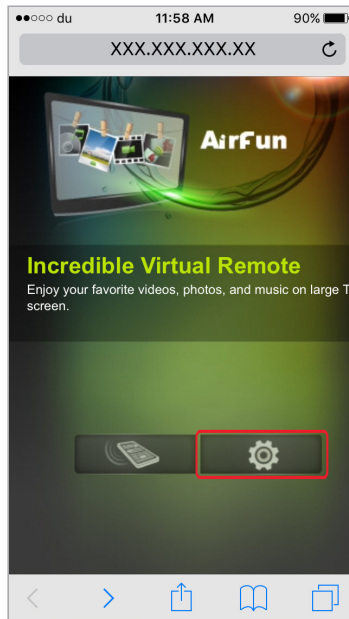 du 11:58 AM 90%
XXX.XXX.XXX.XX
AirFun
Incredible Virtual Remote
Enjoy your favorite videos, photos, and music on large T
screen.